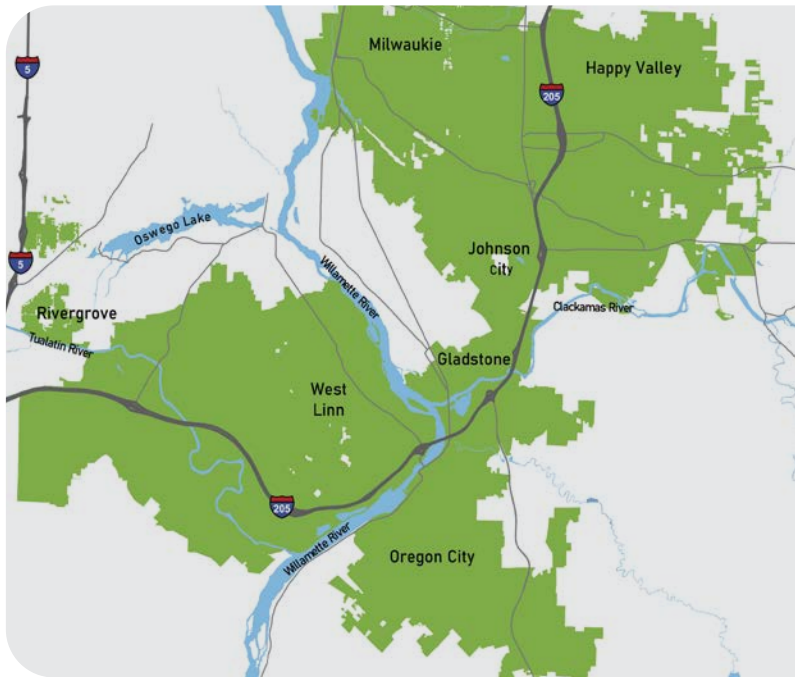 Milwaukie
5
Happy Valley
205
Oswego Lake
Johnson
City
5
Willamette River
Clackamas River
Rivergrove
Tualatin River
Gladstone
West
Linn
205
Willamette River
Oregon City